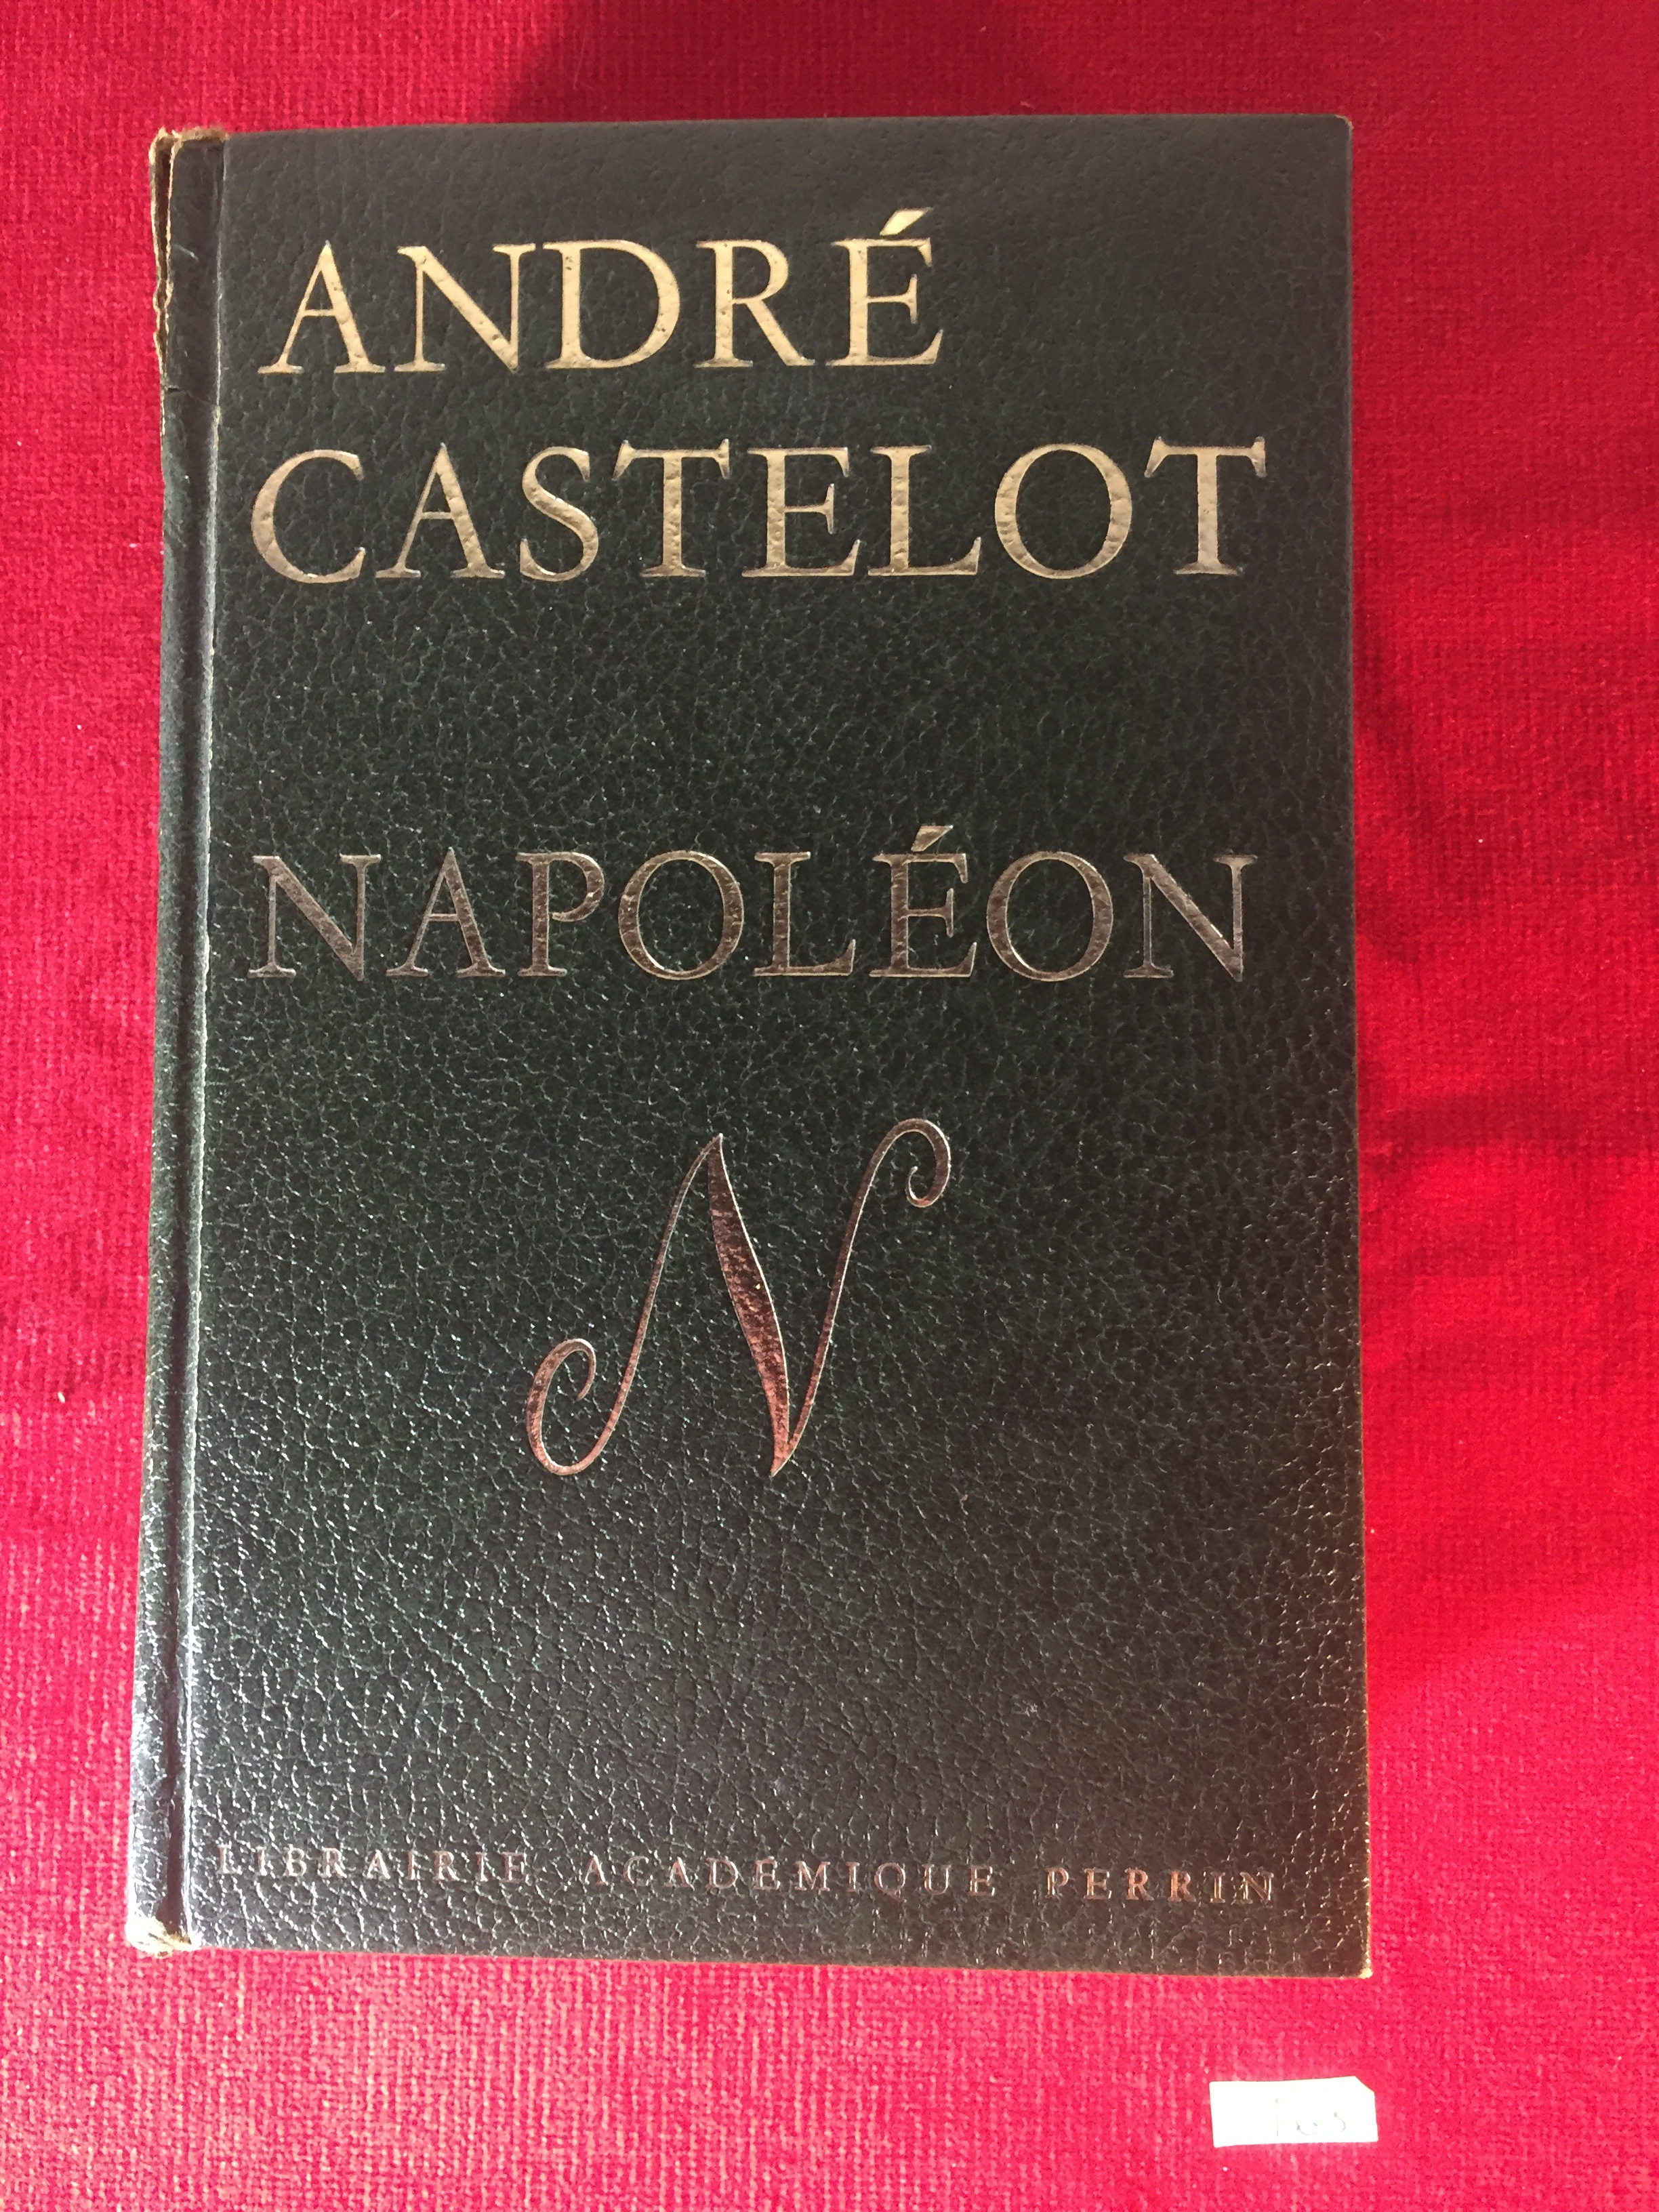 ANDRÉ
CASTELOT
NAPOLÉON
N
LIBRAIRIE ACADÉMIQUE PERRIN